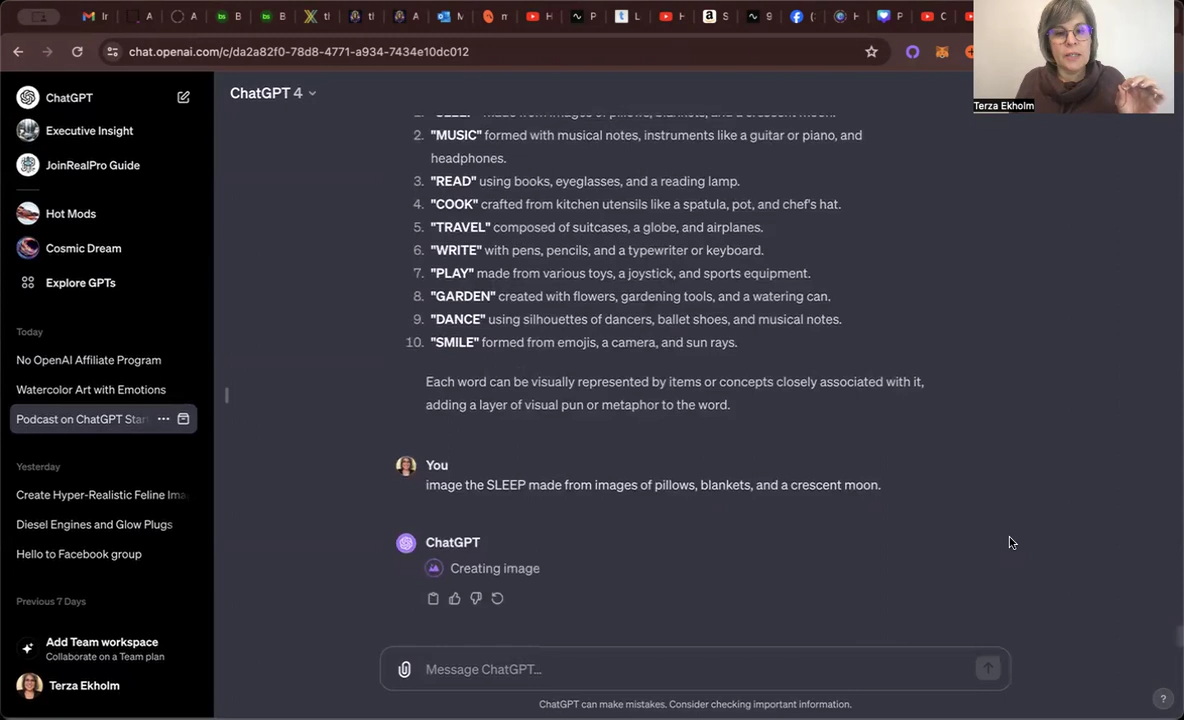 chat.openai.com/c/da2a82f0-78d8-4771-a934-7434e10dc012
Terza Ekholm
ChatGPT
Executive Insight
JoinRealPro Guide
Hot Mods
Cosmic Dream
Explore GPTs
Today
No OpenAI Affiliate Program
Watercolor Art with Emotions
Podcast on ChatGPT Star
Yesterday
Create Hyper-Realistic Feline Ima
Diesel Engines and Glow Plugs
Hello to Facebook group
Previous 7 Days
Add Team workspace
Collaborate on a Team plan
Terza Ekholm
ChatGPT 4
2. "MUSIC" formed with musical notes, instruments like a guitar or piano, and
headphones.
3. "READ" using books, eyeglasses, and a reading lamp.
4. "COOK" crafted from kitchen utensils like a spatula, pot, and chef's hat.
5. "TRAVEL" composed of suitcases, a globe, and airplanes.
6. "WRITE" with pens, pencils, and a typewriter or keyboard.
7. "PLAY" made from various toys, a joystick, and sports equipment.
8. "GARDEN" created with flowers, gardening tools, and a watering can.
9. "DANCE" using silhouettes of dancers, ballet shoes, and musical notes.
10. "SMILE" formed from emojis, a camera, and sun rays.
Each word can be visually represented by items or concepts closely associated with it,
adding a layer of visual pun or metaphor to the word.
You
image the SLEEP made from images of pillows, blankets, and a crescent moon.
ChatGPT
Creating image
Message ChatGPT...
ChatGPT can make mistakes. Consider checking important information.
?